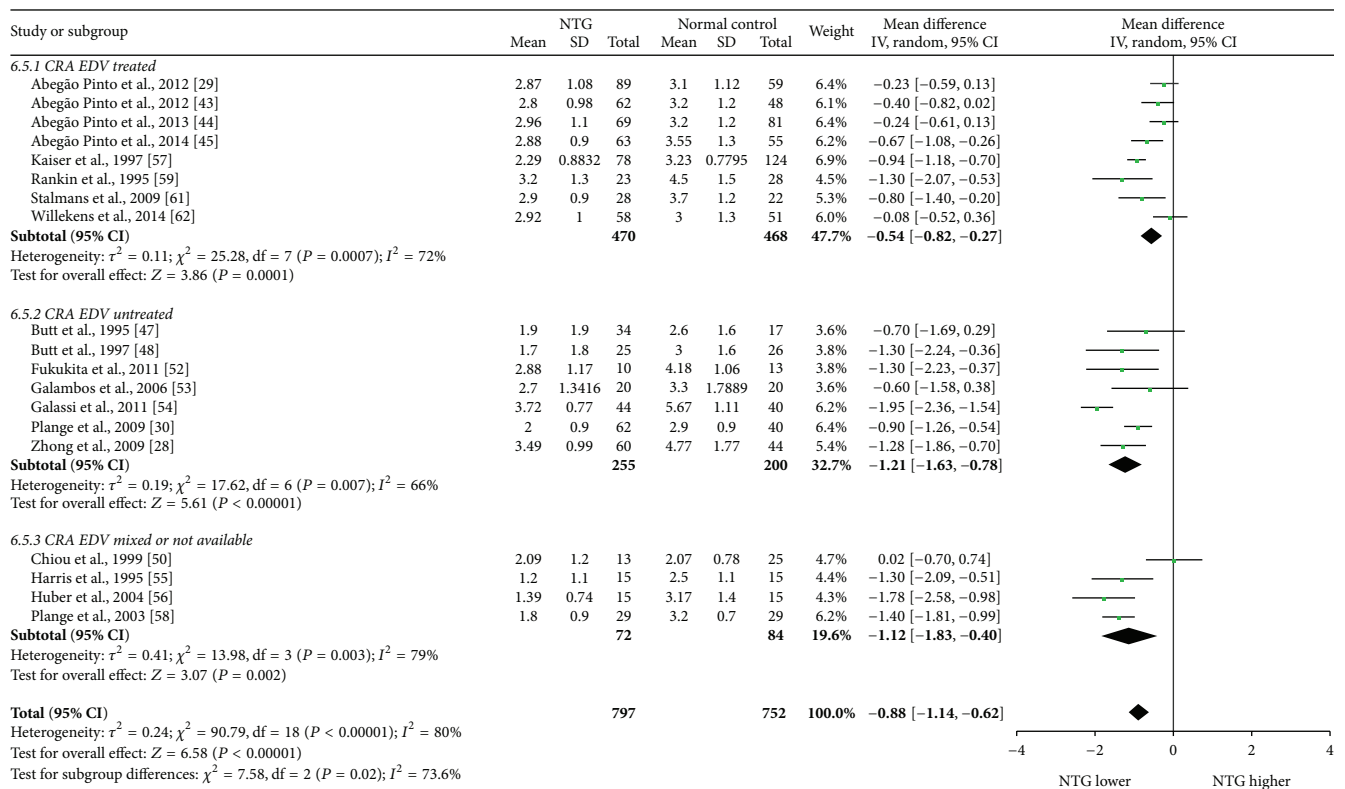 NTG Normal control Mean difference Mean difference
Study or subgroup Mean SD Total Mean SD Total Weight IV, random, 95% CI IV, random, 95% CI
6.5.1 CRA EDV treated
Abegão Pinto et al., 2012 [29] 2.87 1.08 89 3.1 1.12 59 6.4% −0.23 [−0.59, 0.13]
Abegão Pinto et al., 2012 [43] 2.8 0.98 62 3.2 1.2 48 6.1% −0.40 [−0.82, 0.02]
Abegão Pinto et al., 2013 [44] 2.96 1.1 69 3.2 1.2 81 6.4% −0.24 [−0.61, 0.13]
Abegão Pinto et al., 2014 [45] 2.88 0.9 63 3.55 1.3 55 6.2% −0.67 [−1.08, −0.26]
Kaiser et al., 1997 [57] 2.29 0.8832 78 3.23 0.7795 124 6.9% −0.94 [−1.18, −0.70]
Rankin et al., 1995 [59] 3.2 1.3 23 4.5 1.5 28 4.5% −1.30 [−2.07, −0.53]
Stalmans et al., 2009 [61] 2.9 0.9 28 3.7 1.2 22 5.3% −0.80 [−1.40, −0.20]
Willekens et al., 2014 [62] 2.92 1 58 3 1.3 51 6.0% −0.08 [−0.52, 0.36]
Subtotal (95% CI) 470 468 47.7% −0.54 [−0.82, −0.27]
Heterogeneity: τ² = 0.11; χ² = 25.28, df = 7 (P = 0.0007); I² = 72%
Test for overall effect: Z = 3.86 (P = 0.0001)
6.5.2 CRA EDV untreated
Butt et al., 1995 [47] 1.9 1.9 34 2.6 1.6 17 3.6% −0.70 [−1.69, 0.29]
Butt et al., 1997 [48] 1.7 1.8 25 3 1.6 26 3.8% −1.30 [−2.24, −0.36]
Fukukita et al., 2011 [52] 2.88 1.17 10 4.18 1.06 13 3.8% −1.30 [−2.23, −0.37]
Galambos et al., 2006 [53] 2.7 1.3416 20 3.3 1.7889 20 3.6% −0.60 [−1.58, 0.38]
Galassi et al., 2011 [54] 3.72 0.77 44 5.67 1.11 40 6.2% −1.95 [−2.36, −1.54]
Plange et al., 2009 [30] 2 0.9 62 2.9 0.9 40 6.4% −0.90 [−1.26, −0.54]
Zhong et al., 2009 [28] 3.49 0.99 60 4.77 1.77 44 5.4% −1.28 [−1.86, −0.70]
Subtotal (95% CI) 255 200 32.7% −1.21 [−1.63, −0.78]
Heterogeneity: τ² = 0.19; χ² = 17.62, df = 6 (P = 0.007); I² = 66%
Test for overall effect: Z = 5.61 (P < 0.00001)
6.5.3 CRA EDV mixed or not available
Chiou et al., 1999 [50] 2.09 1.2 13 2.07 0.78 25 4.7% 0.02 [−0.70, 0.74]
Harris et al., 1995 [55] 1.2 1.1 15 2.5 1.1 15 4.4% −1.30 [−2.09, −0.51]
Huber et al., 2004 [56] 1.39 0.74 15 3.17 1.4 15 4.3% −1.78 [−2.58, −0.98]
Plange et al., 2003 [58] 1.8 0.9 29 3.2 0.7 29 6.2% −1.40 [−1.81, −0.99]
Subtotal (95% CI) 72 84 19.6% −1.12 [−1.83, −0.40]
Heterogeneity: τ² = 0.41; χ² = 13.98, df = 3 (P = 0.003); I² = 79%
Test for overall effect: Z = 3.07 (P = 0.002)
Total (95% CI) 797 752 100.0% −0.88 [−1.14, −0.62]
Heterogeneity: τ² = 0.24; χ² = 90.79, df = 18 (P < 0.00001); I² = 80%
Test for overall effect: Z = 6.58 (P < 0.00001)
Test for subgroup differences: χ² = 7.58, df = 2 (P = 0.02); I² = 73.6%
−4 −2 0 2 4
NTG lower NTG higher